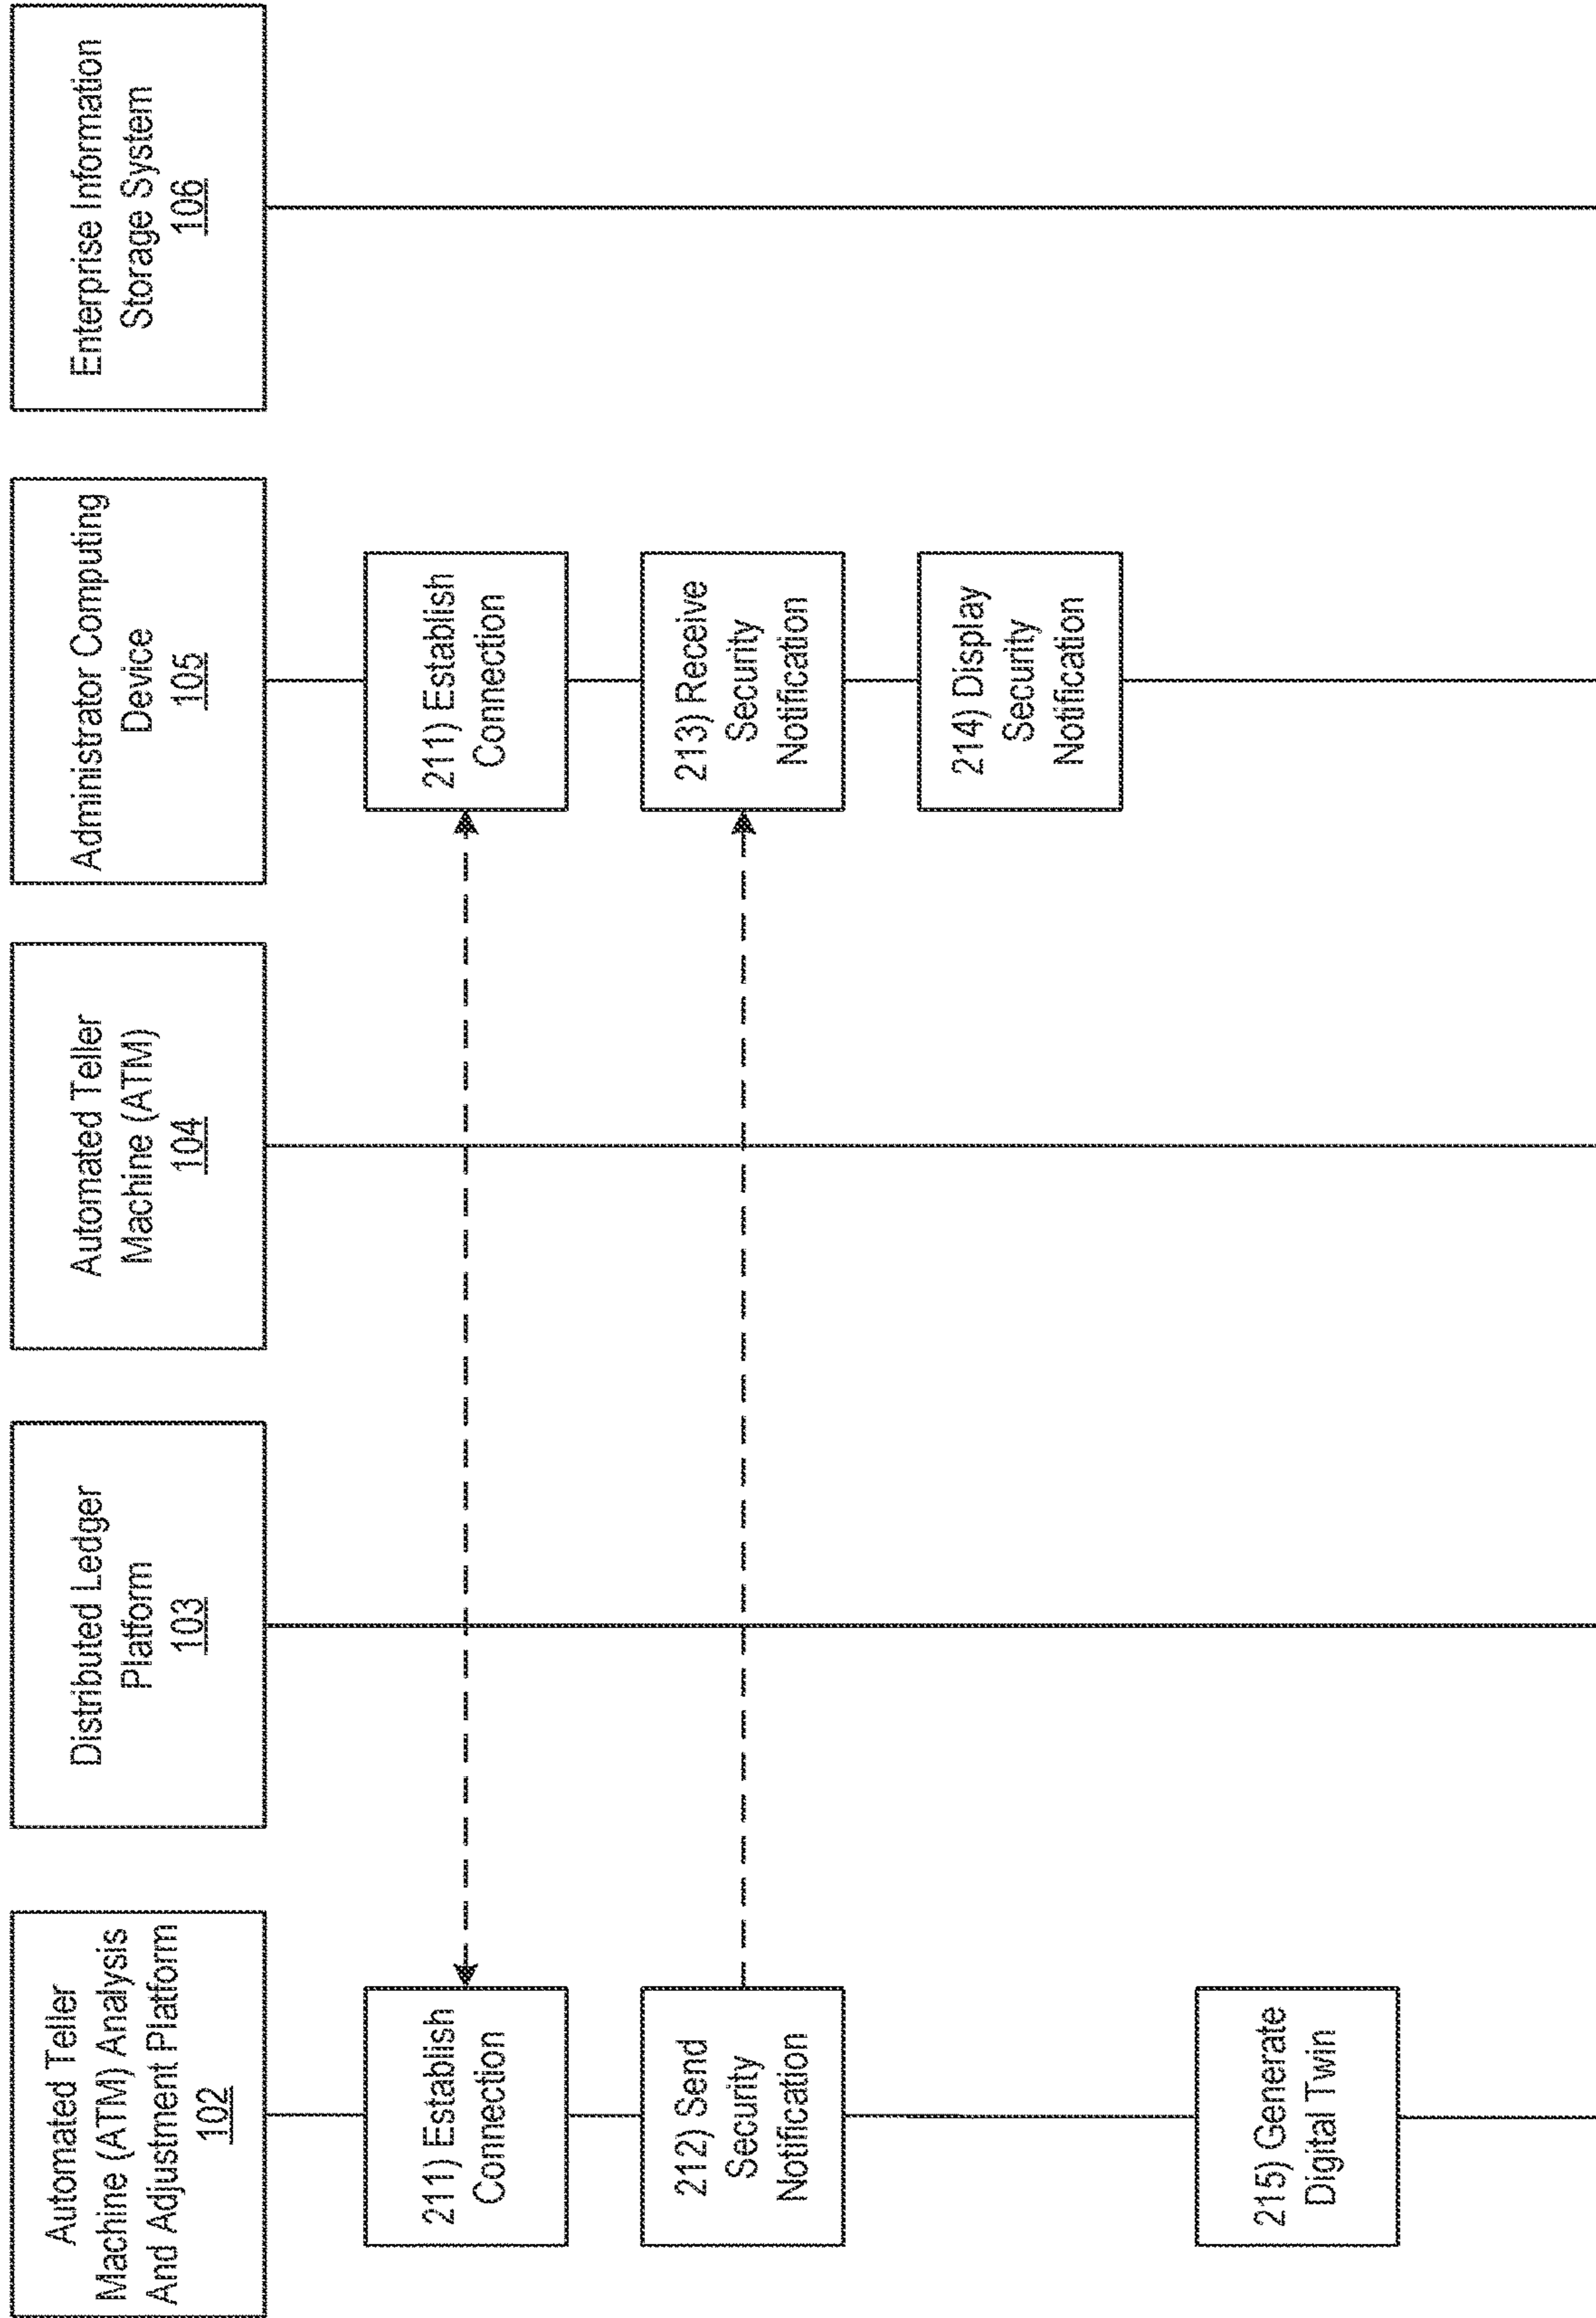 Automated Teller
Machine (ATM) Analysis
And Adjustment Platform
102
Distributed Ledger
Platform
103
Automated Teller
Machine (ATM)
104
Administrator Computing
Device
105
Enterprise Information
Storage System
106
211) Establish
Connection
211) Establish
Connection
212) Send
Security
Notification
213) Receive
Security
Notification
214) Display
Security
Notification
215) Generate
Digital Twin